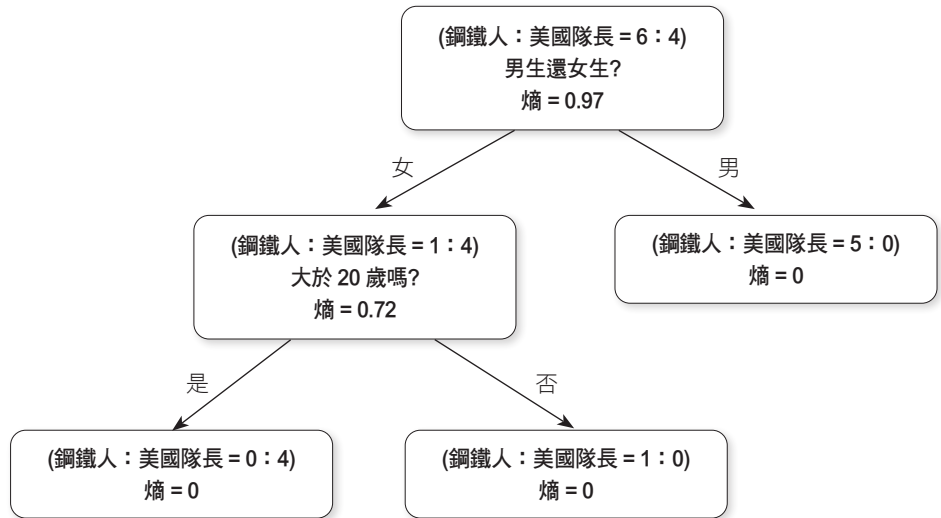 (鋼鐵人：美國隊長 = 6：4)
男生還女生?
熵 = 0.97
女
男
(鋼鐵人：美國隊長 = 1：4)
大於 20 歲嗎?
熵 = 0.72
(鋼鐵人：美國隊長 = 5：0)
熵 = 0
是
否
(鋼鐵人：美國隊長 = 0：4)
熵 = 0
(鋼鐵人：美國隊長 = 1：0)
熵 = 0